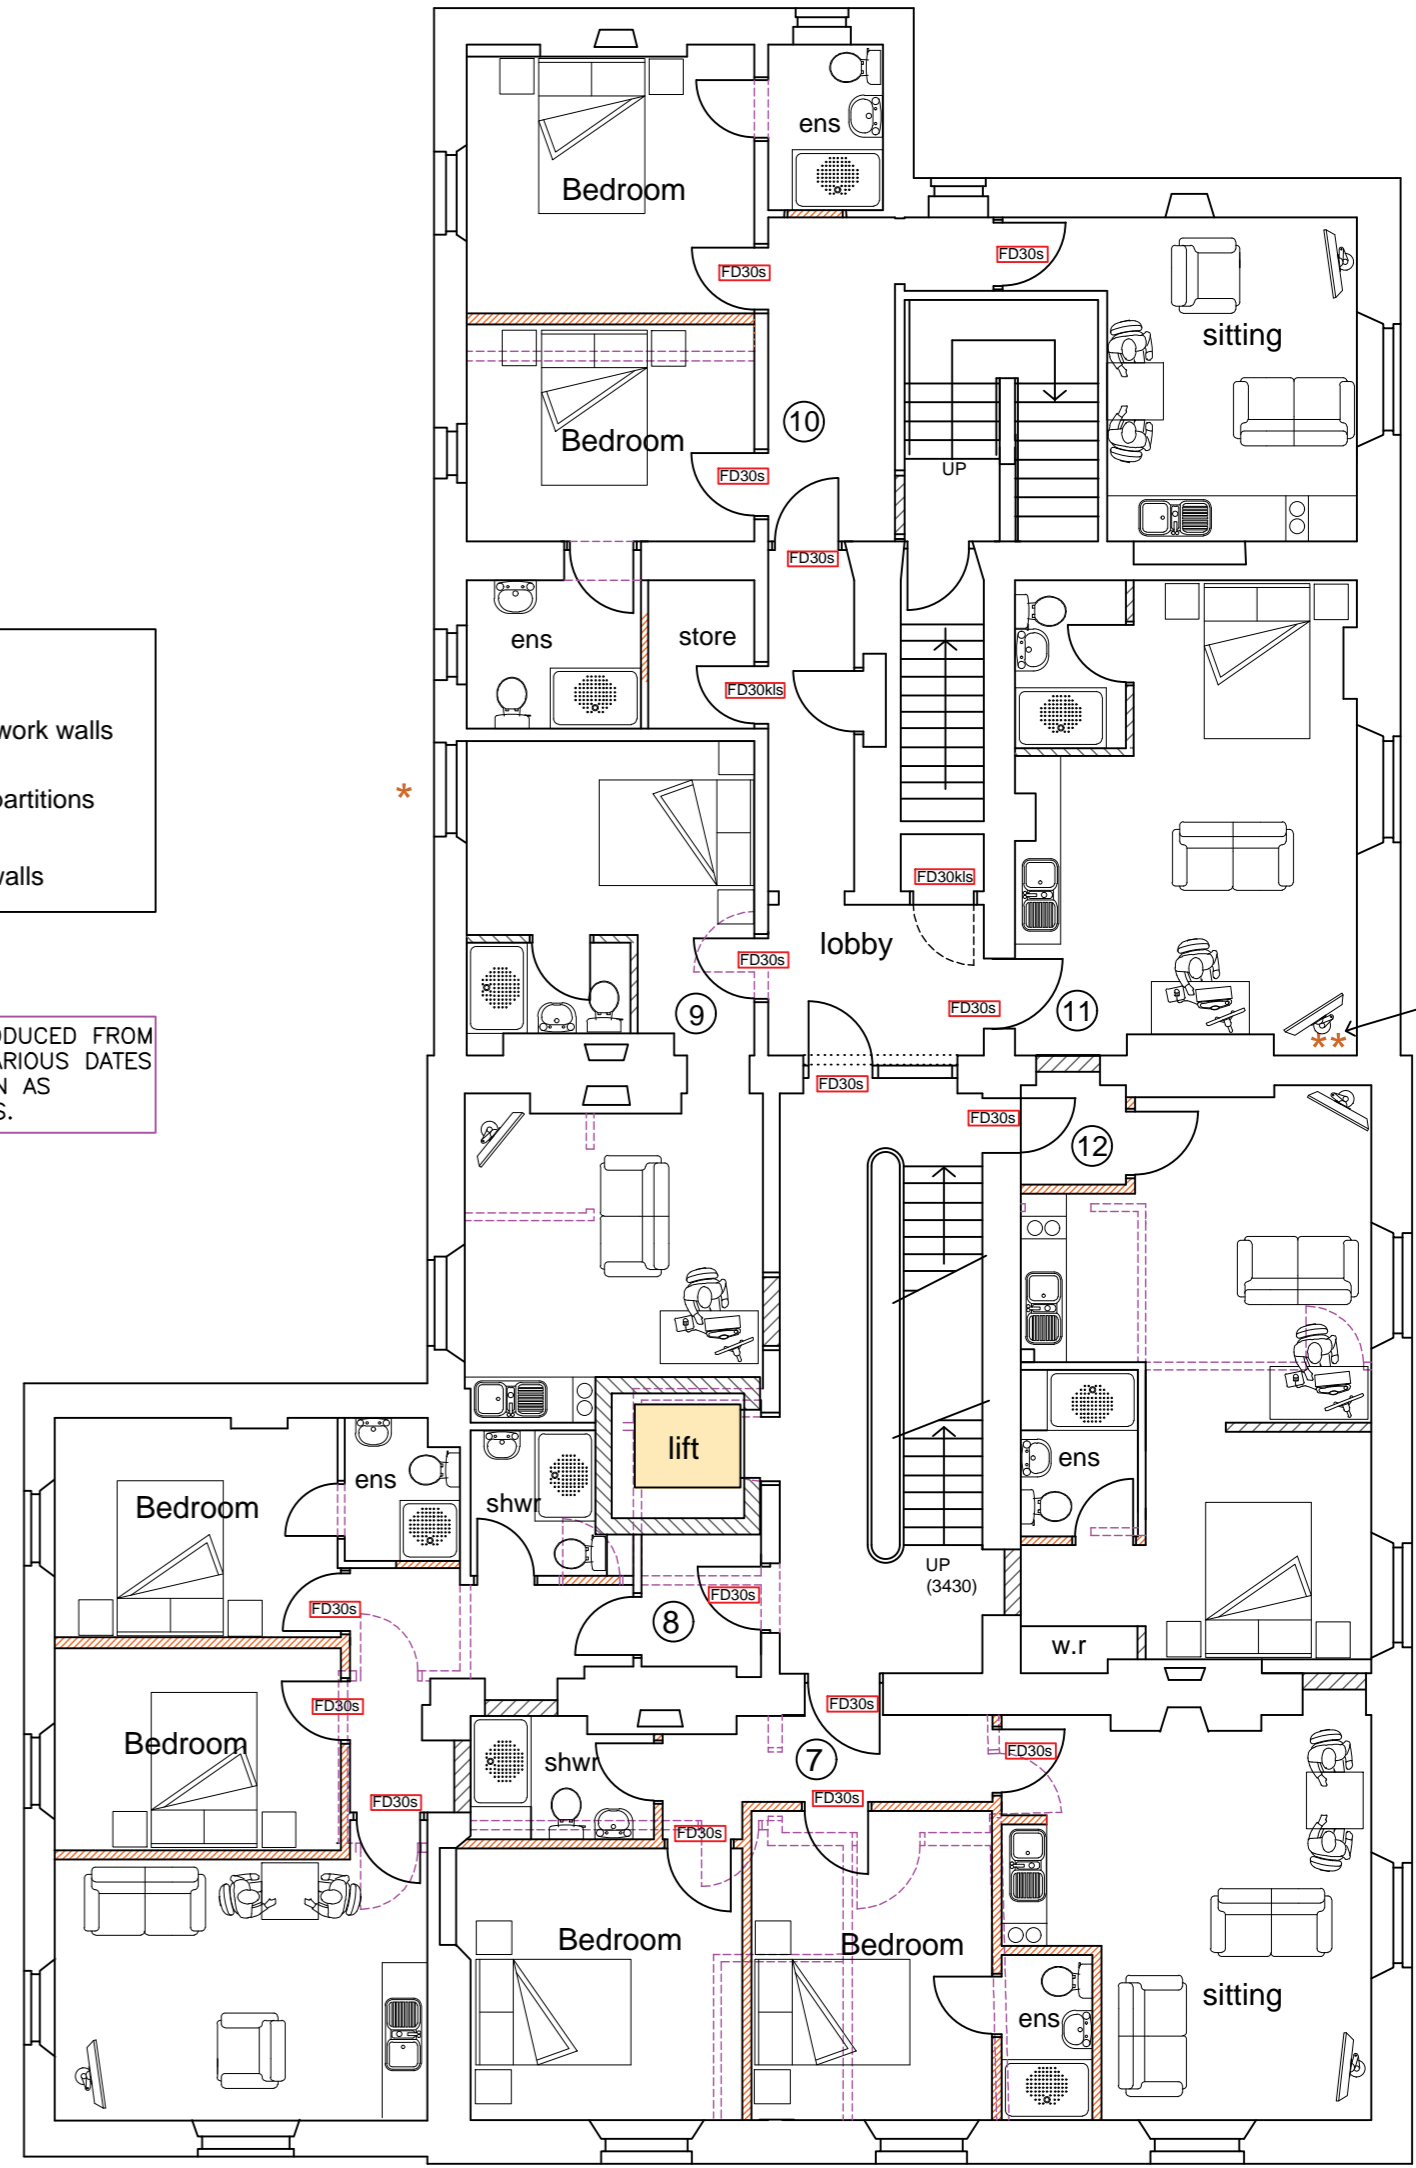 ens
Bedroom
FD30s
FD30s
sitting
10
Bedroom
UP
FD30s
FD30s
ens
store
FD30kls
work walls
*
partitions
FD30kls
walls
lobby
FD30s
FD30s
9
11
ODUCED FROM
ARIOUS DATES
N AS
S.
**
FD30s
FD30s
12
lift
ens
Bedroom
ens
shwr
UP
(3430)
FD30s
FD30s
8
w.r
FD30s
FD30s
Bedroom
shwr
7
FD30s
FD30s
FD30s
FD30s
Bedroom
Bedroom
sitting
ens